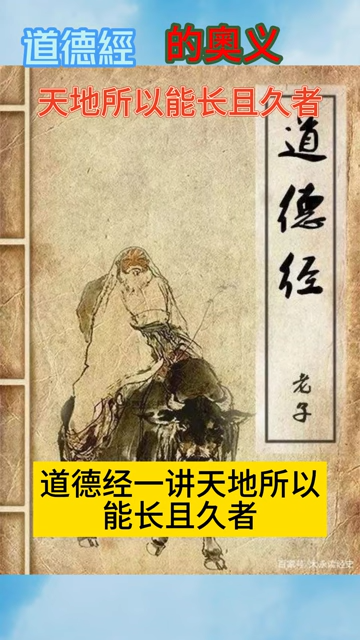 道德經 的奥义
天地所以能长且久者
道德经
老子
道德经一讲天地所以
能长且久者